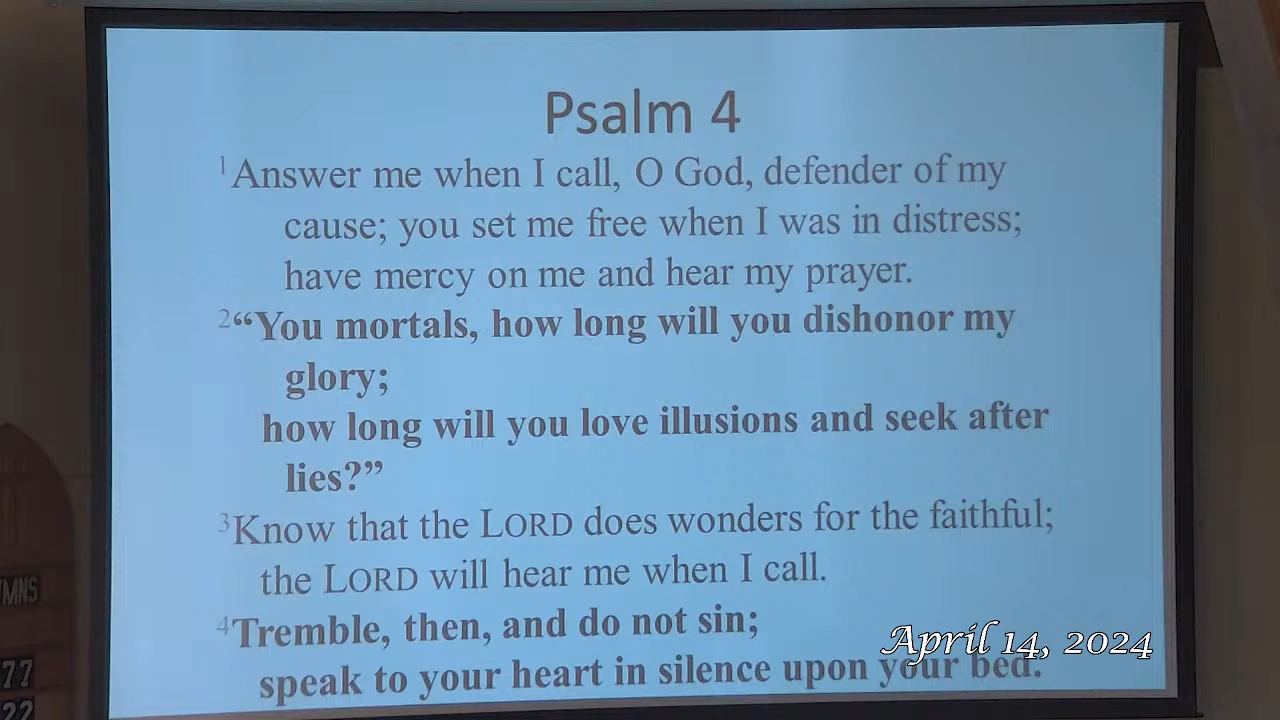 Psalm 4
1Answer me when I call, O God, defender of my
cause; you set me free when I was in distress;
have mercy on me and hear my prayer.
2“You mortals, how long will you dishonor my
glory;
how long will you love illusions and seek after
lies?”
3Know that the LORD does wonders for the faithful;
the LORD will hear me when I call.
4Tremble, then, and do not sin;
speak to your heart in silence upon your bed.
April 14, 2024
YMNS
77
22